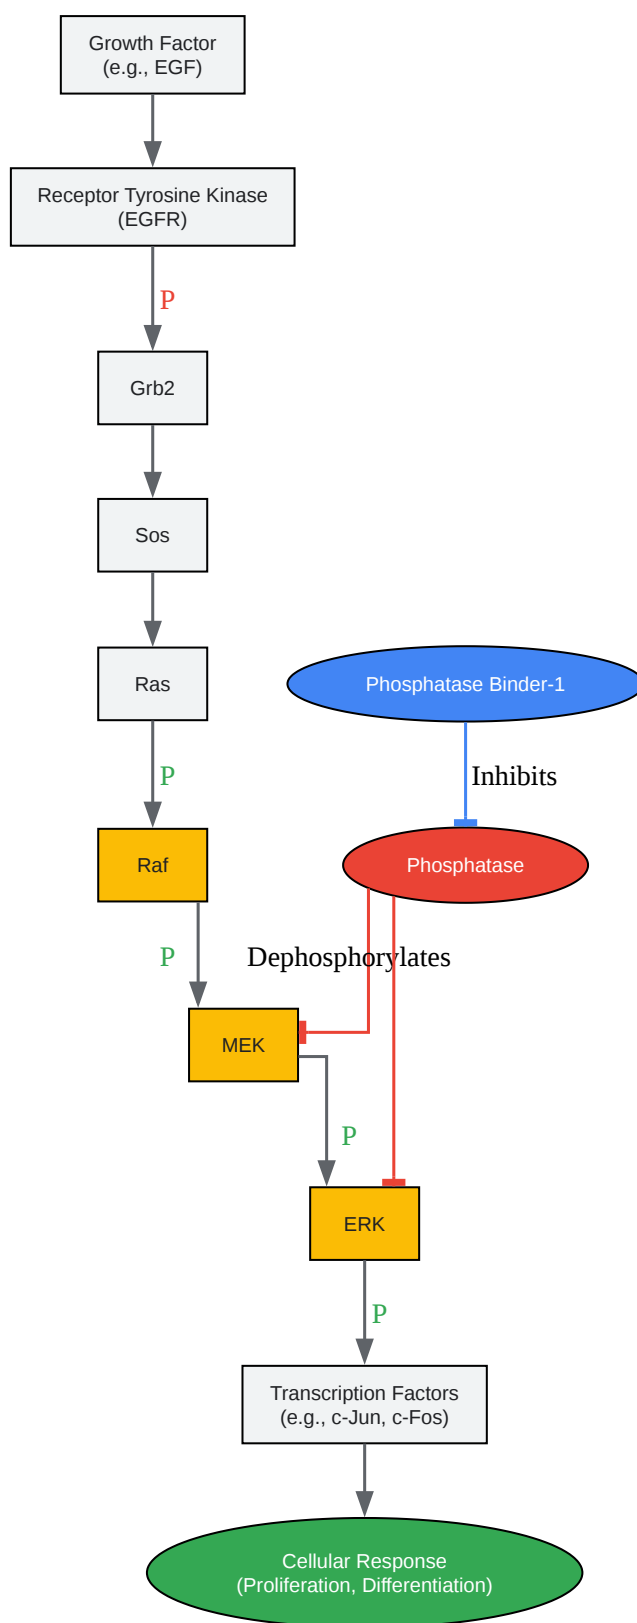 Growth Factor
(e.g., EGF)
Receptor Tyrosine Kinase
(EGFR)
P
Grb2
Sos
Ras
Phosphatase Binder-1
P
Inhibits
Raf
Phosphatase
P
Dephosphorylates
MEK
P
ERK
P
Transcription Factors
(e.g., c-Jun, c-Fos)
Cellular Response
(Proliferation, Differentiation)